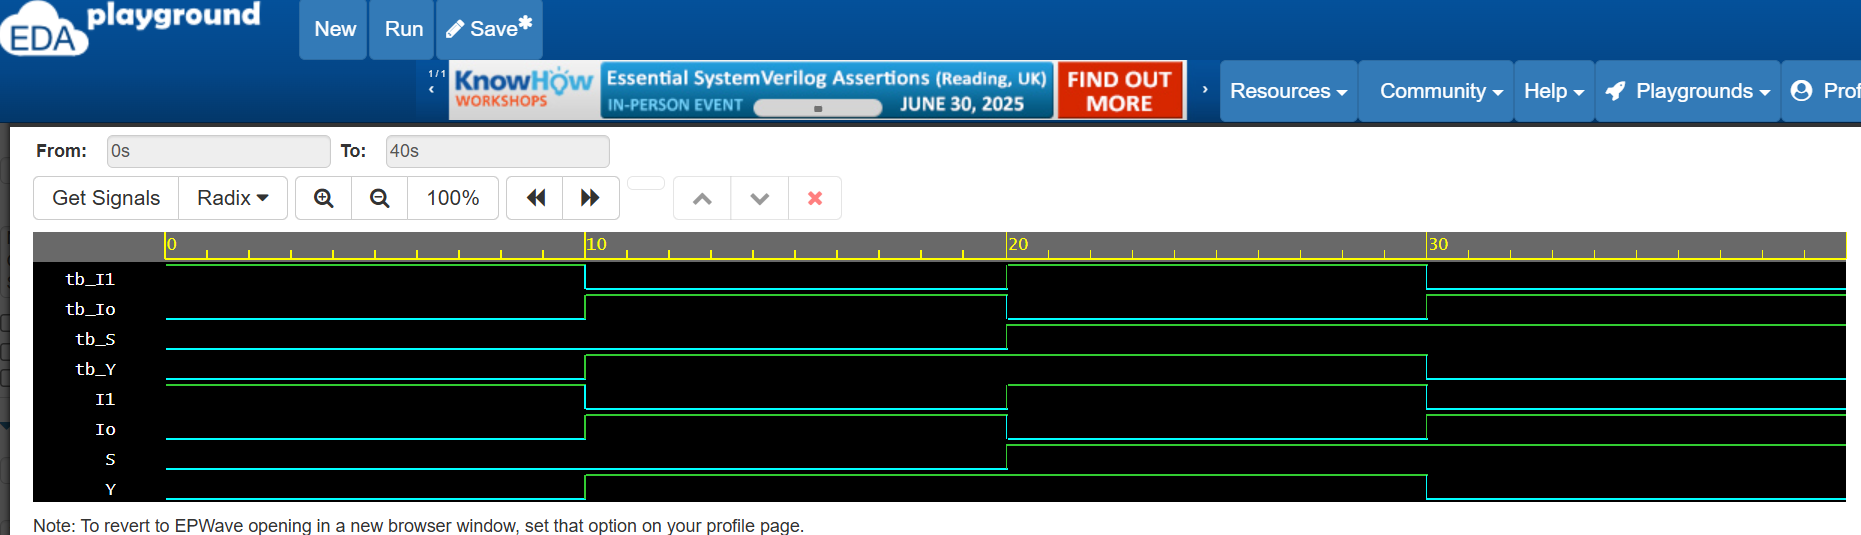 EDA playground
New Run Save*
1/1
KnowHow WORKSHOPS
Essential SystemVerilog Assertions (Reading, UK)
IN-PERSON EVENT JUNE 30, 2025
FIND OUT MORE
Resources Community Help Playgrounds Prof
From: 0s To: 40s
Get Signals Radix 100%
0 10 20 30
tb_I1
tb_Io
tb_S
tb_Y
I1
Io
S
Y
Note: To revert to EPWave opening in a new browser window, set that option on your profile page.